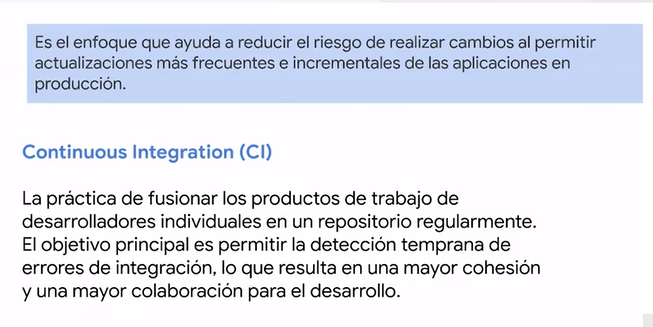 Es el enfoque que ayuda a reducir el riesgo de realizar cambios al permitir
actualizaciones más frecuentes e incrementales de las aplicaciones en
producción.
Continuous Integration (CI)
La práctica de fusionar los productos de trabajo de
desarrolladores individuales en un repositorio regularmente.
El objetivo principal es permitir la detección temprana de
errores de integración, lo que resulta en una mayor cohesión
y una mayor colaboración para el desarrollo.